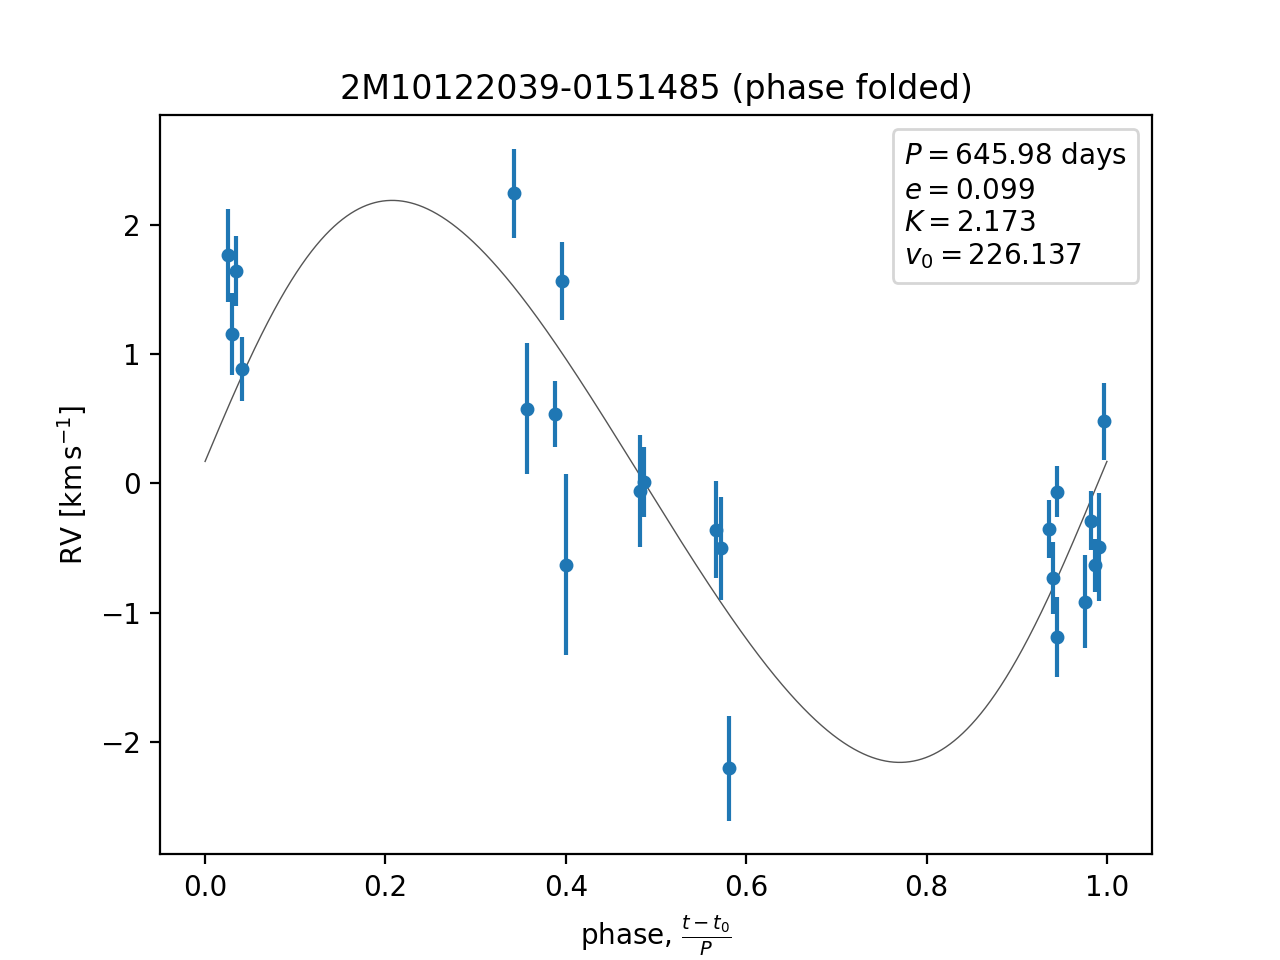 2M10122039-0151485 (phase folded)
P = 645.98 days
e = 0.099
K = 2.173
v₀ = 226.137
RV [km s⁻¹]
2
1
0
−1
−2
0.0 0.2 0.4 0.6 0.8 1.0
phase, (t − t₀)/P